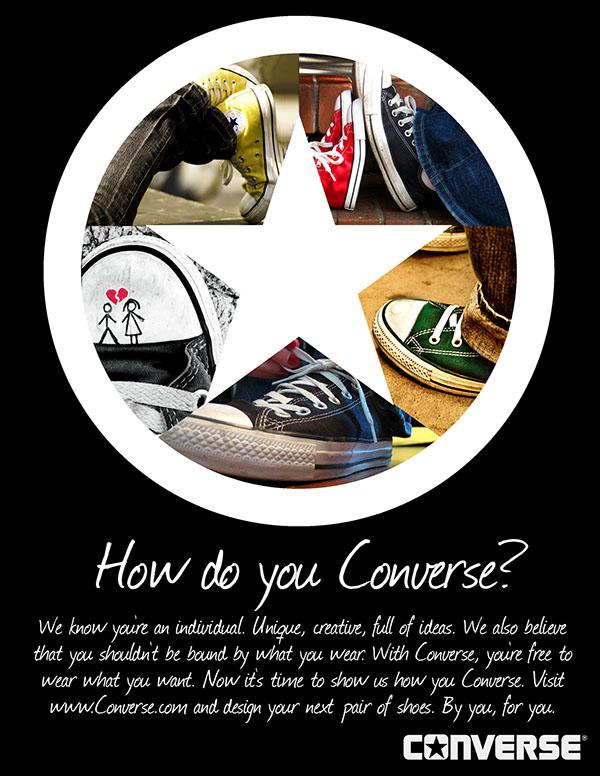 How do you Converse?
We know you're an individual. Unique, creative, full of ideas. We also believe
that you shouldn't be bound by what you wear. With Converse, you're free to
wear what you want. Now it's time to show us how you Converse. Visit
www.Converse.com and design your next pair of shoes. By you, for you.
CONVERSE®